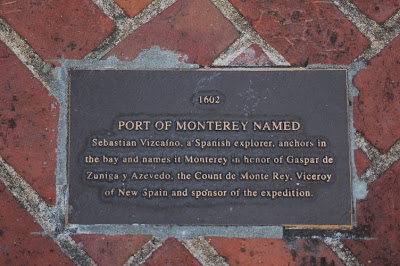 1602
PORT OF MONTEREY NAMED
Sebastian Vizcaíno, a Spanish explorer, anchors in
the bay and names it Monterey in honor of Gaspar de
Zuniga y Azevedo, the Count de Monte Rey, Viceroy
of New Spain and sponsor of the expedition.